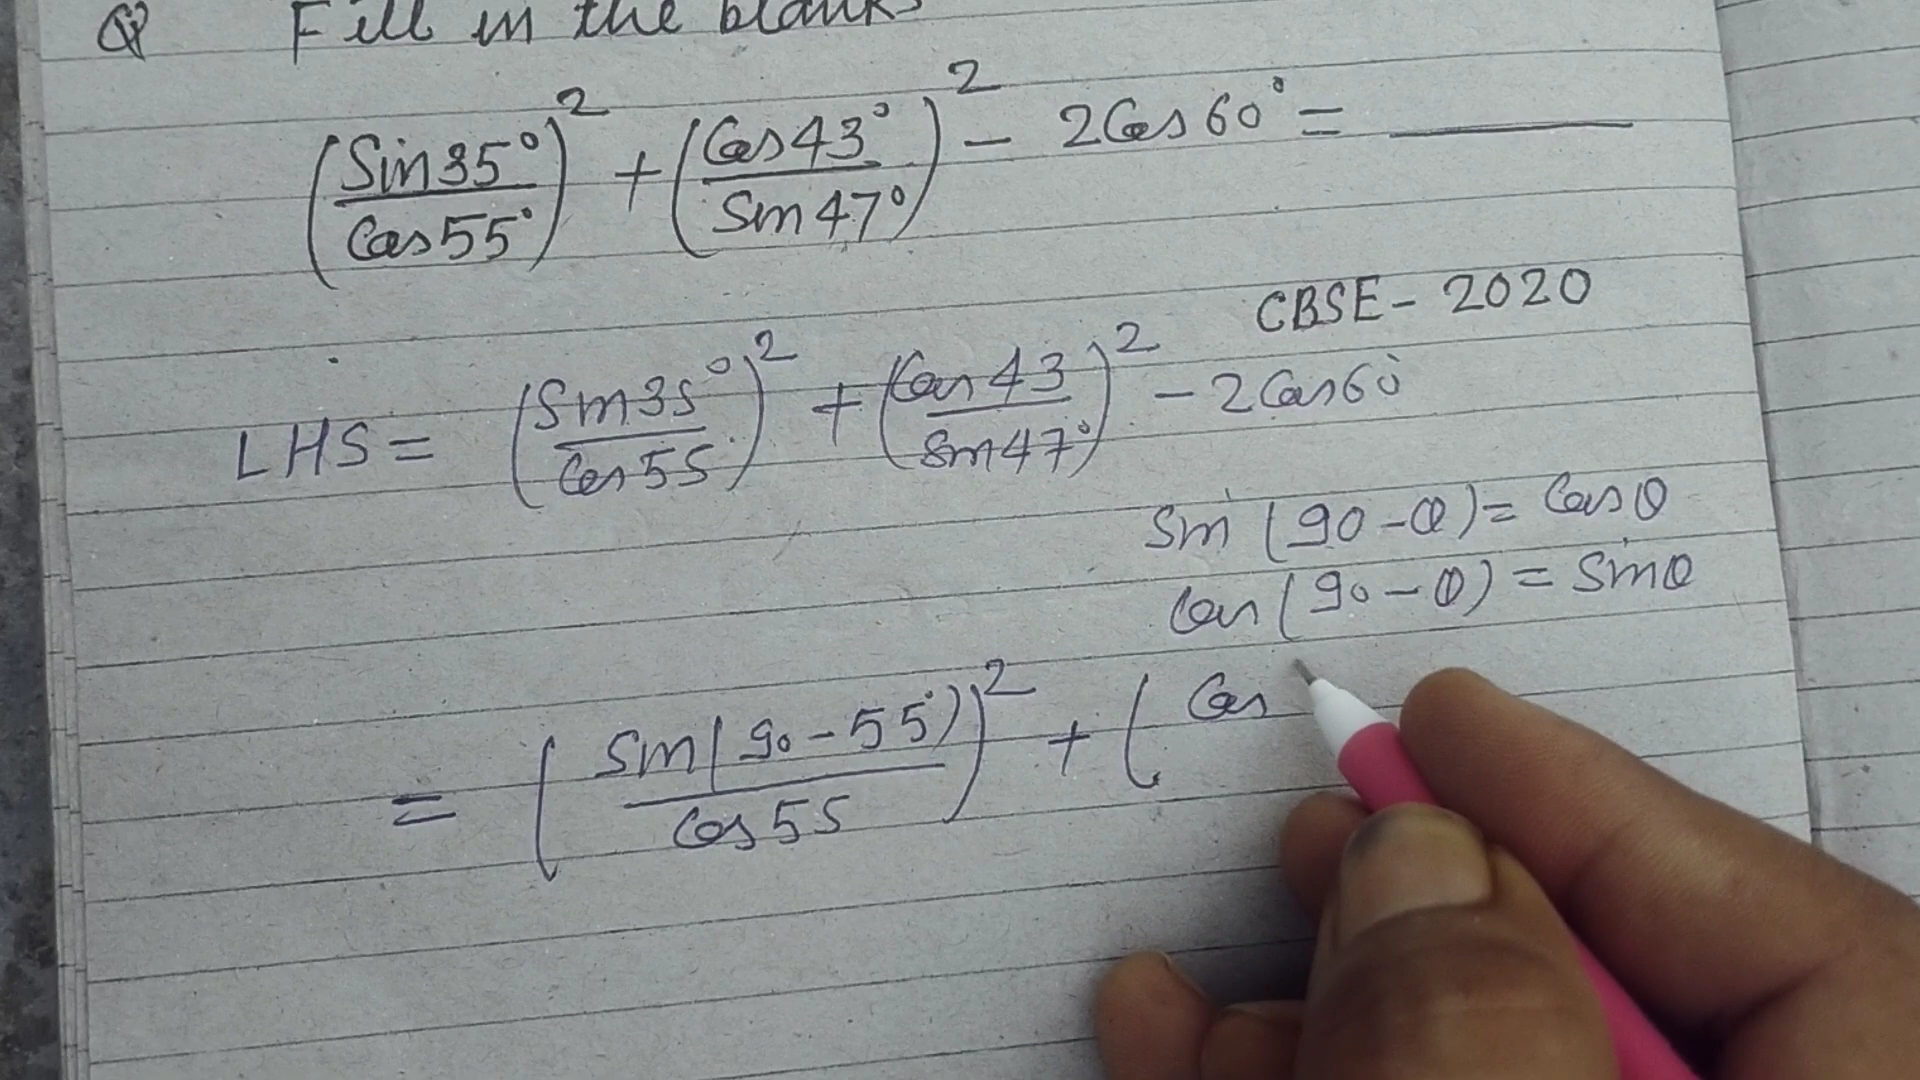 Q Fill in the blanks
(Sin35°/Cos55°)² + (Cos43°/Sin47°)² - 2Cos60° = ______
CBSE - 2020
LHS = (Sin35°/Cos55)² + (Cos43/Sin47°)² - 2Cos60°
Sin(90-θ) = Cosθ
Cos(90-θ) = Sinθ
= (Sin(90-55°)/Cos55)² + (Cos